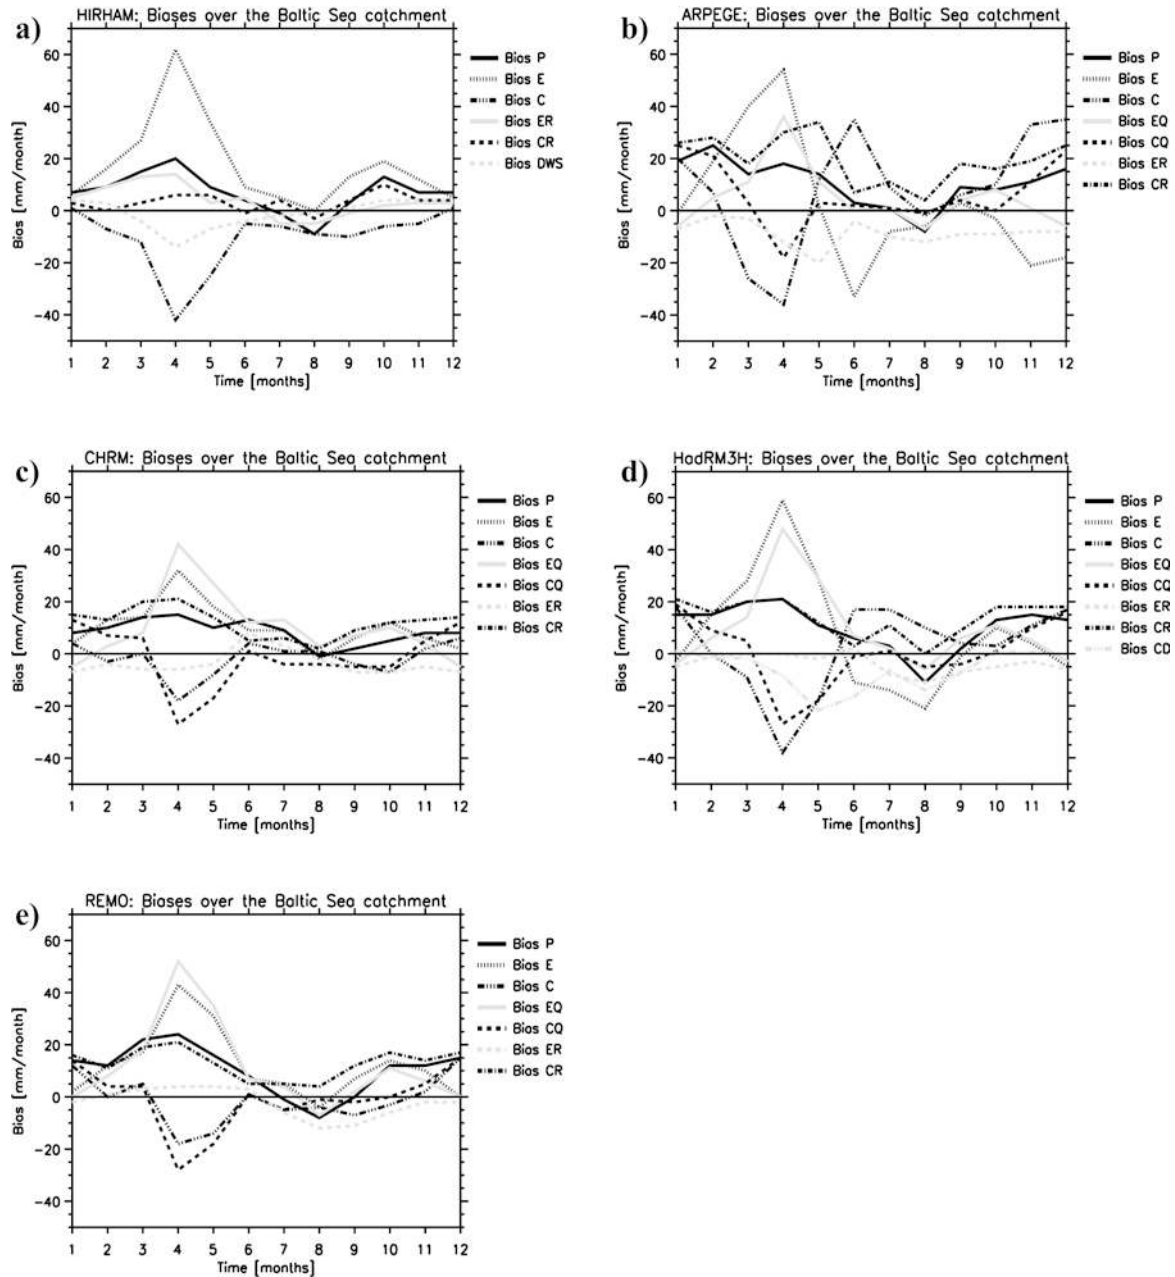 a)
HIRHAM: Biases over the Baltic Sea catchment
Bias [mm/month]
60
40
20
0
-20
-40
1 2 3 4 5 6 7 8 9 10 11 12
Time [months]
Bias P
Bias E
Bias C
Bias ER
Bias CR
Bias DWS
b)
ARPEGE: Biases over the Baltic Sea catchment
Bias [mm/month]
60
40
20
0
-20
-40
1 2 3 4 5 6 7 8 9 10 11 12
Time [months]
Bias P
Bias E
Bias C
Bias EQ
Bias CQ
Bias ER
Bias CR
c)
CHRM: Biases over the Baltic Sea catchment
Bias [mm/month]
60
40
20
0
-20
-40
1 2 3 4 5 6 7 8 9 10 11 12
Time [months]
Bias P
Bias E
Bias C
Bias EQ
Bias CQ
Bias ER
Bias CR
d)
HadRM3H: Biases over the Baltic Sea catchment
Bias [mm/month]
60
40
20
0
-20
-40
1 2 3 4 5 6 7 8 9 10 11 12
Time [months]
Bias P
Bias E
Bias C
Bias EQ
Bias CQ
Bias ER
Bias CR
Bias CD
e)
REMO: Biases over the Baltic Sea catchment
Bias [mm/month]
60
40
20
0
-20
-40
1 2 3 4 5 6 7 8 9 10 11 12
Time [months]
Bias P
Bias E
Bias C
Bias EQ
Bias CQ
Bias ER
Bias CR